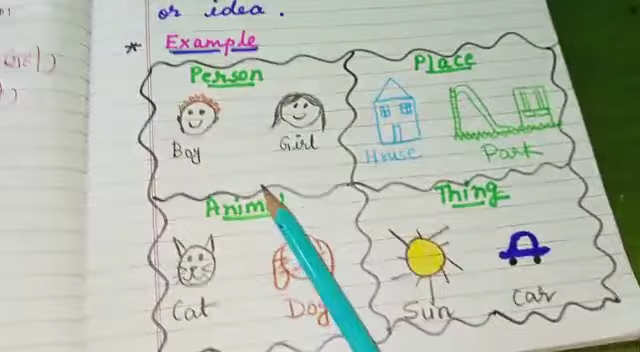 or idea.
* Example
Person
Place
Boy
Girl
House
Park
Animal
Thing
Cat
Dog
Sun
Car